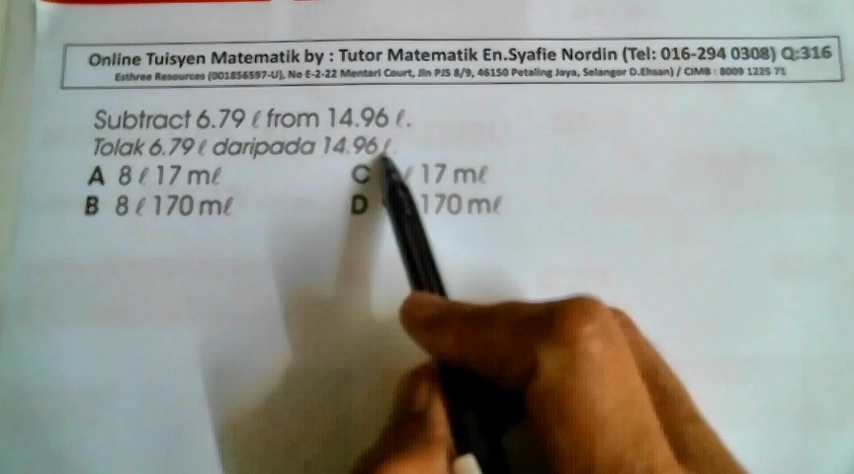 Online Tuisyen Matematik by : Tutor Matematik En.Syafie Nordin (Tel: 016-294 0308) Q:316
Esthree Resources (001856597-U), No E-2-22 Mentari Court, Jln PJS 8/9, 46150 Petaling Jaya, Selangor D.Ehsan) / CIMB : 8009 1225 71
Subtract 6.79 ℓ from 14.96 ℓ.
Tolak 6.79 ℓ daripada 14.96 ℓ
A 8 ℓ 17 mℓ
C ℓ 17 mℓ
B 8 ℓ 170 mℓ
D 170 mℓ